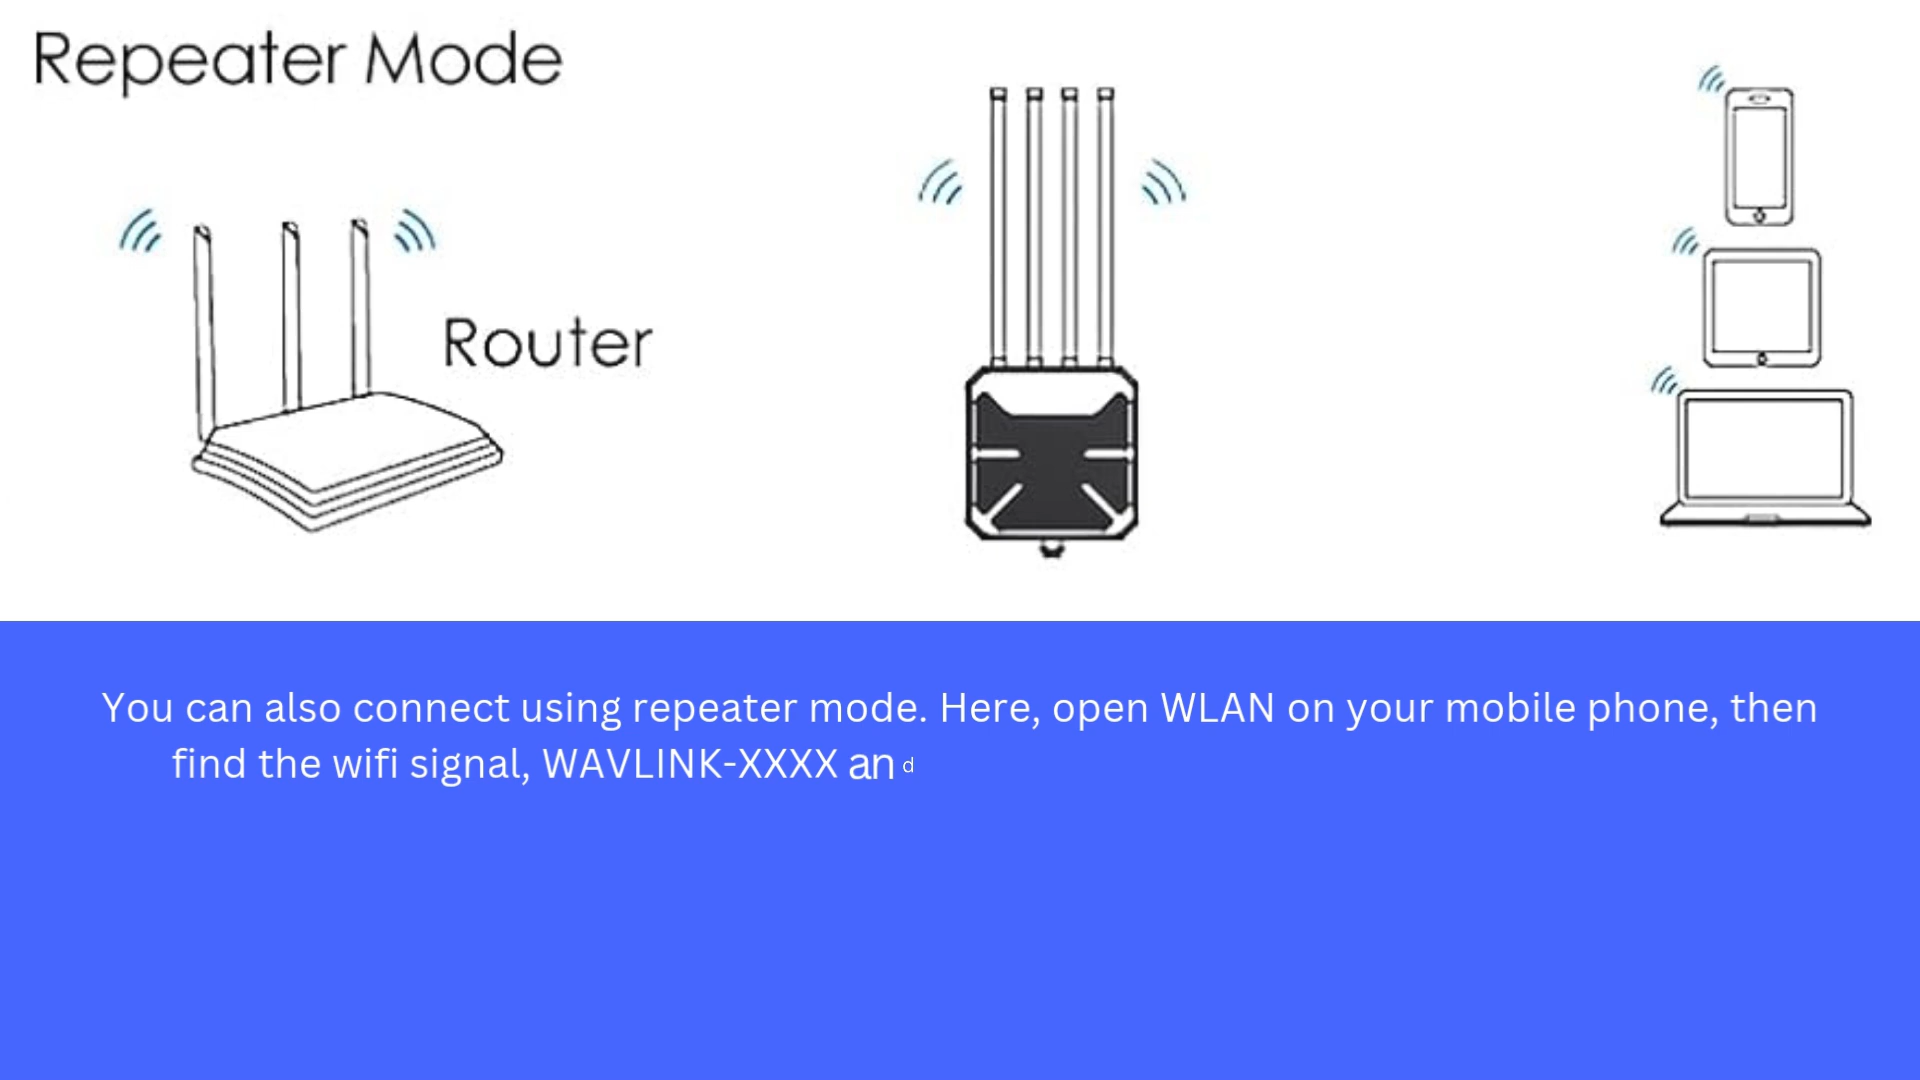 Repeater Mode
Router
You can also connect using repeater mode. Here, open WLAN on your mobile phone, then
find the wifi signal, WAVLINK-XXXX and